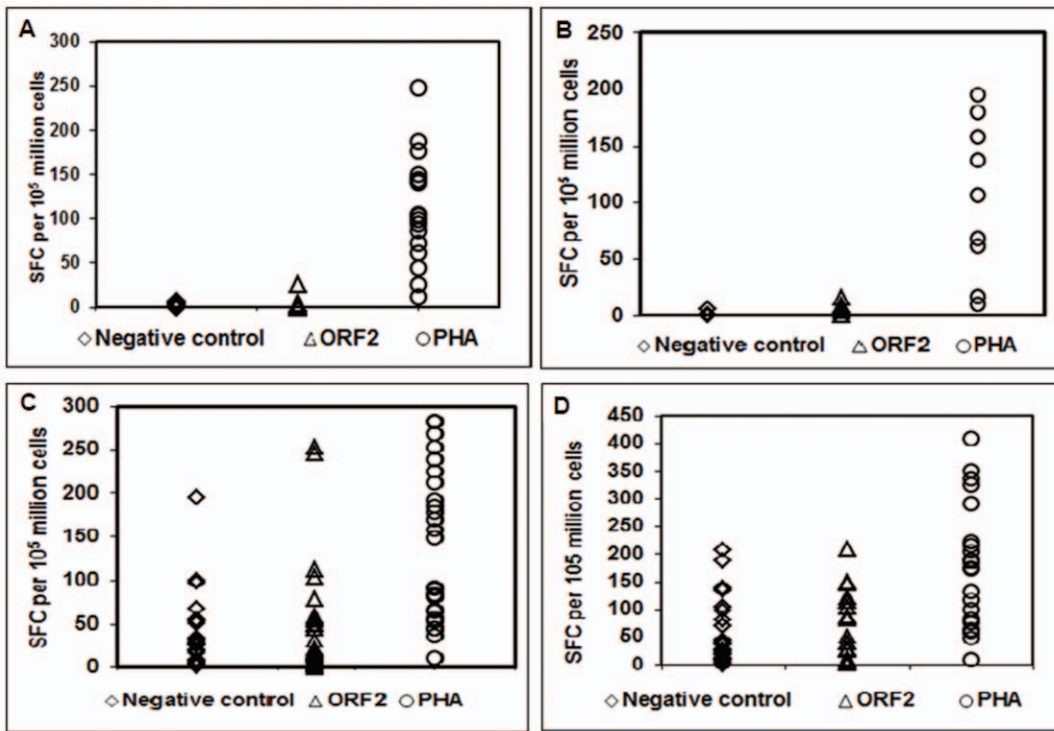 A
SFC per 10⁵ million cells
300
250
200
150
100
50
0
◇ Negative control △ ORF2 ○ PHA
B
SFC per 10⁵ million cells
250
200
150
100
50
0
◇ Negative control △ ORF2 ○ PHA
C
SFC per 10⁵ million cells
300
250
200
150
100
50
0
◇ Negative control △ ORF2 ○ PHA
D
SFC per 105 million cells
450
400
350
300
250
200
150
100
50
0
◇ Negative control △ ORF2 ○ PHA